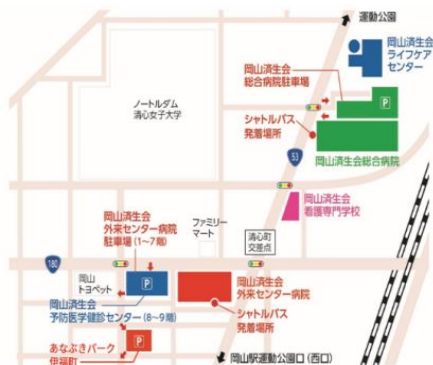 運動公園
岡山済生会
ライフケア
センター
岡山済生会
総合病院駐車場
P
ノートルダム
清心女子大学
シャトルバス
発着場所
岡山済生会総合病院
53
岡山済生会
看護専門学校
岡山済生会
外来センター病院
駐車場(1〜7階)
ファミリー
マート
清心町
交差点
180
岡山
トヨペット
P
岡山済生会
外来センター病院
岡山済生会
予防医学健診センター(8〜9階)
シャトルバス
発着場所
あなぶきパーク
伊福町
P
岡山駅運動公園口(西口)